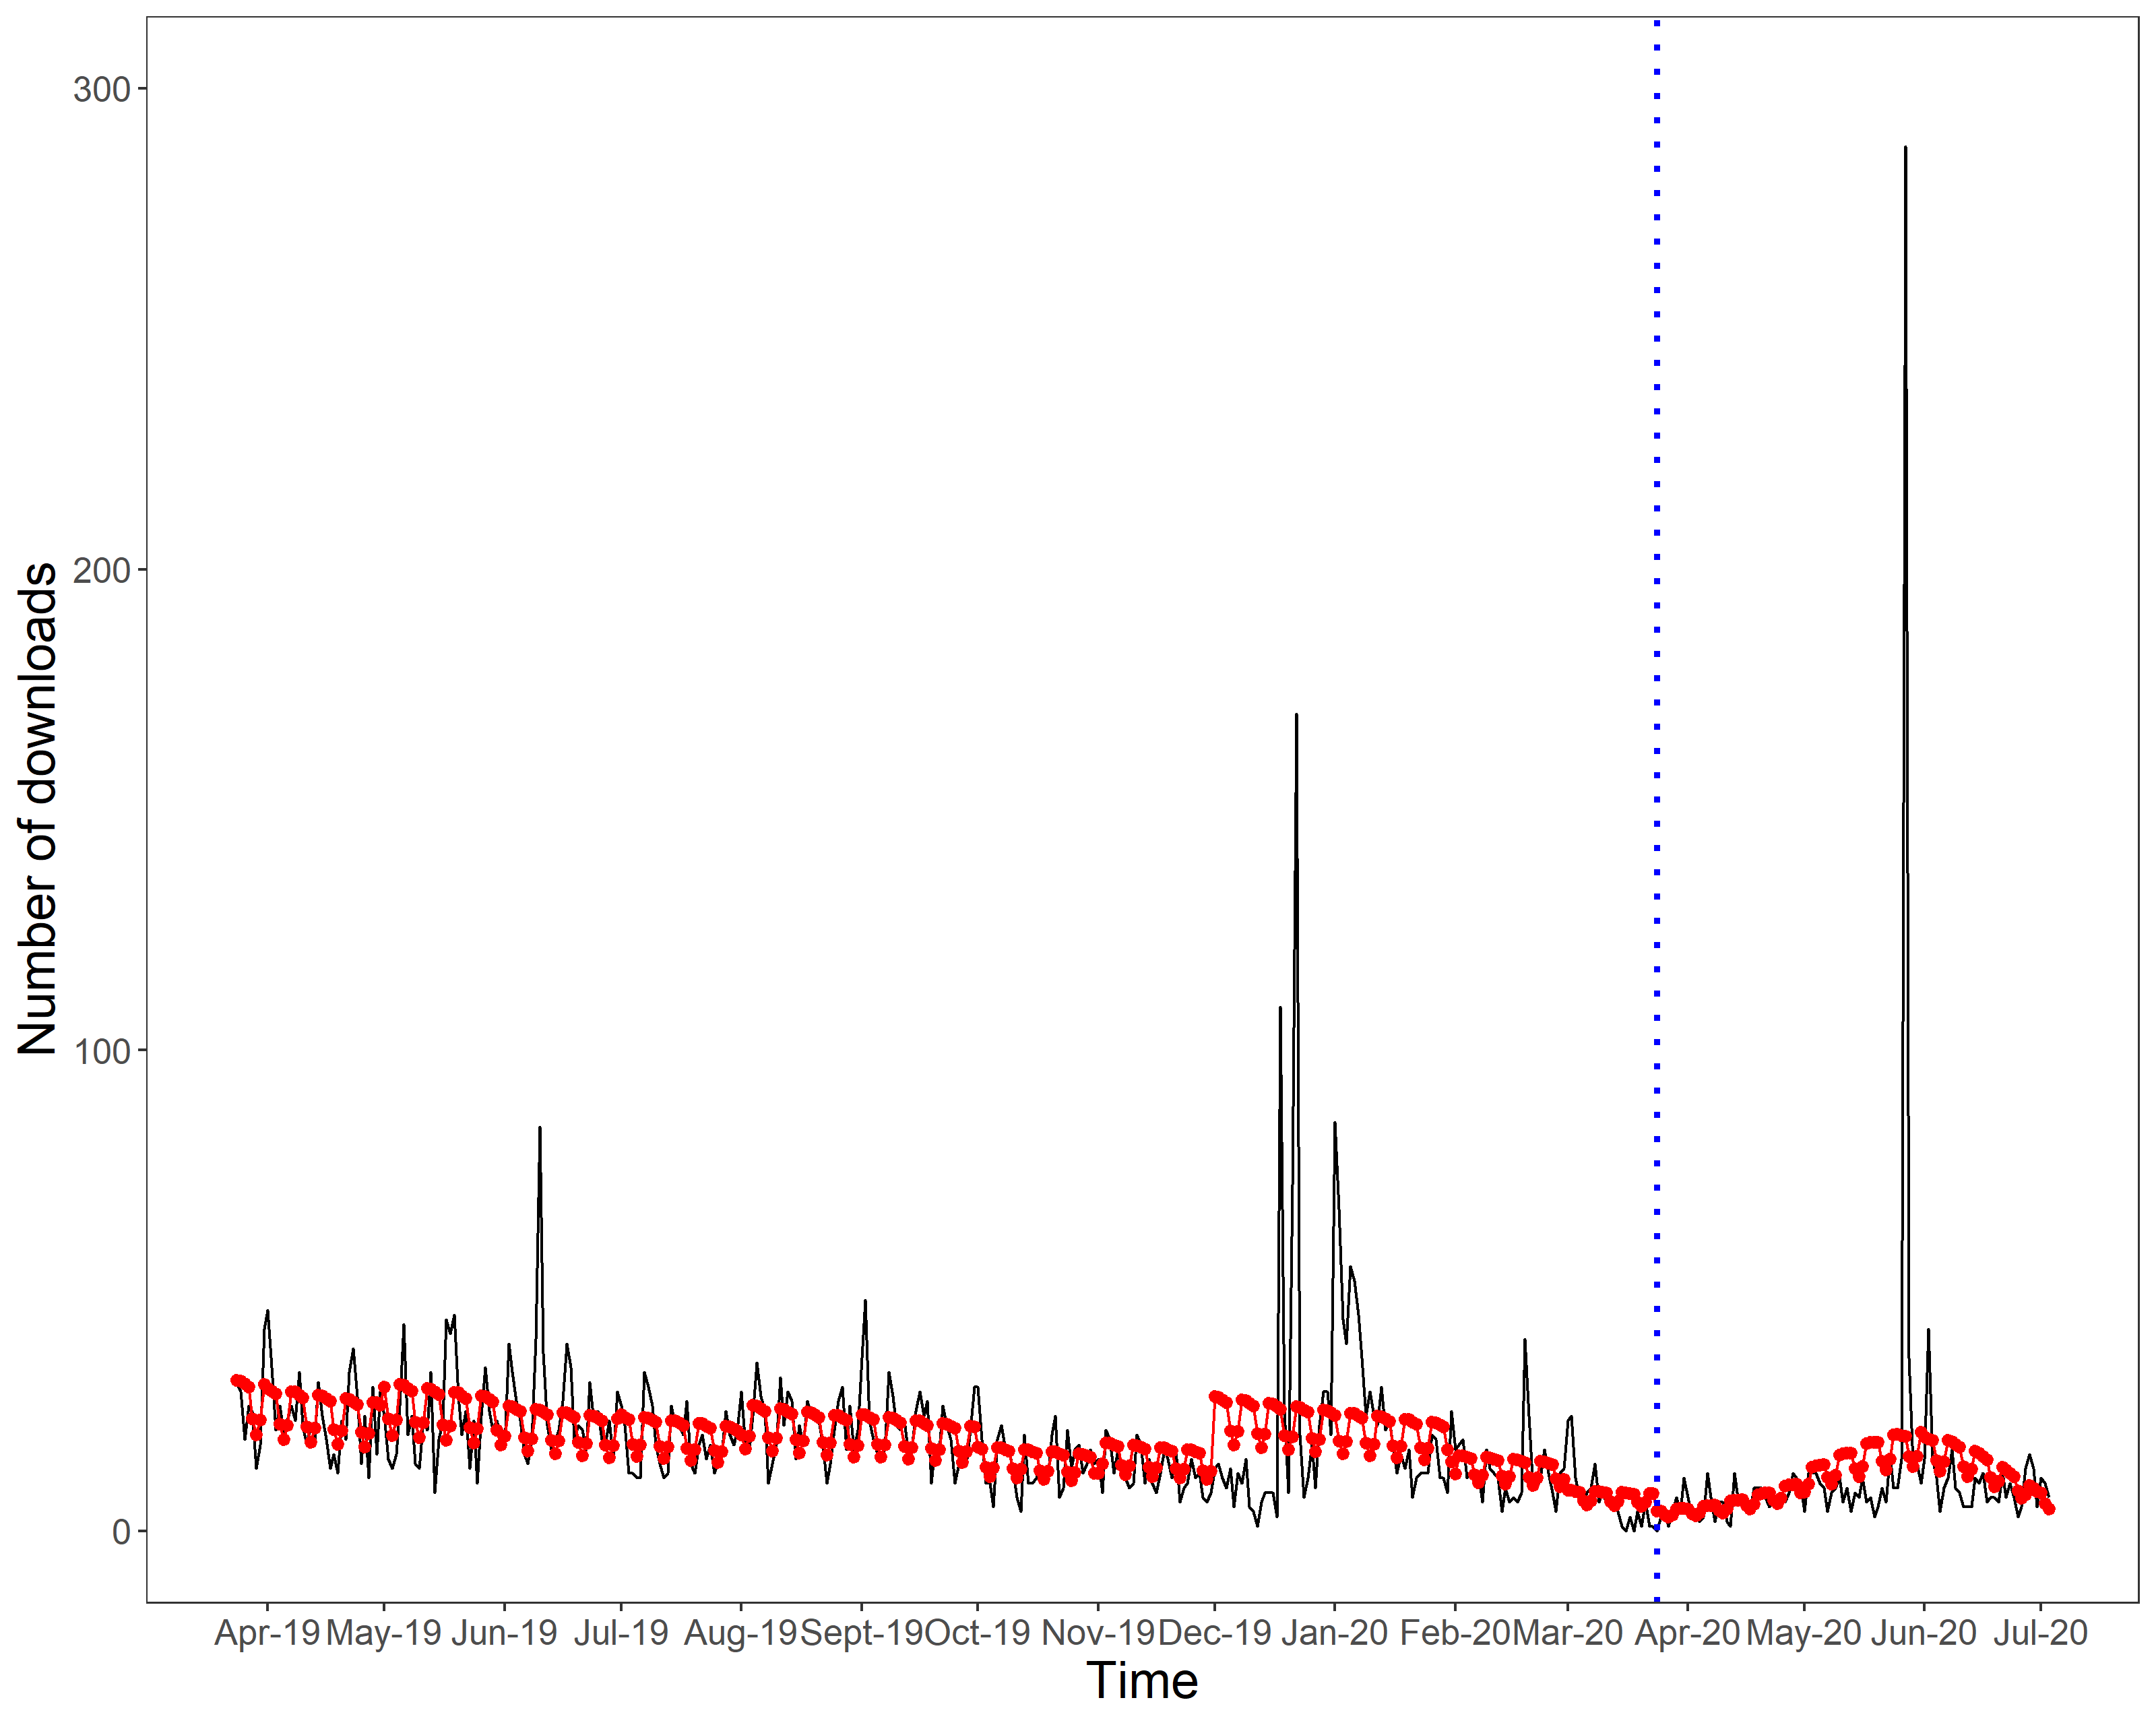 Number of downloads
300
200
100
0
Apr-19 May-19 Jun-19 Jul-19 Aug-19 Sept-19 Oct-19 Nov-19 Dec-19 Jan-20 Feb-20 Mar-20 Apr-20 May-20 Jun-20 Jul-20
Time